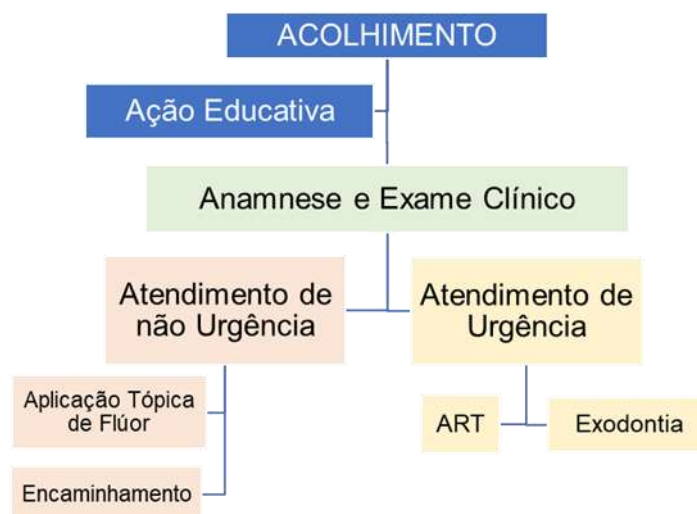 ACOLHIMENTO
Ação Educativa
Anamnese e Exame Clínico
Atendimento de
não Urgência
Atendimento de
Urgência
Aplicação Tópica
de Flúor
ART
Exodontia
Encaminhamento